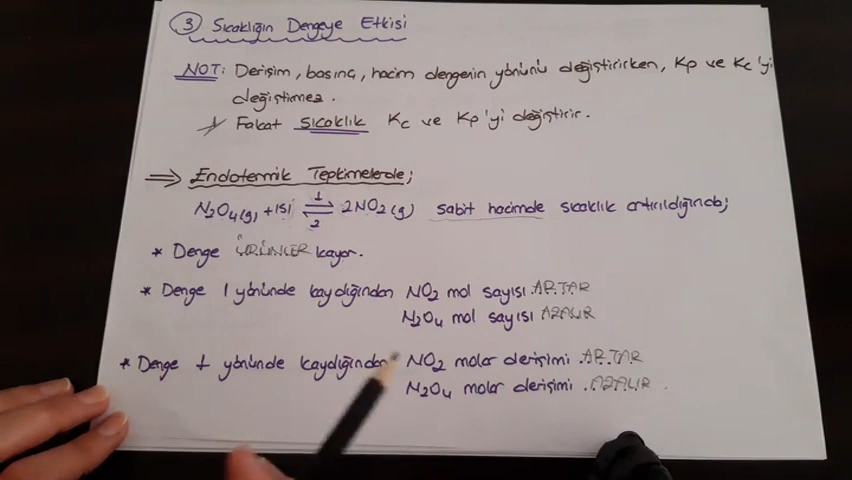 3 Sıcaklığın Dengeye Etkisi
NOT: Derişim, basınç, hacim dengenin yönünü değiştirirken, Kp ve Kc'yi
değiştirmez.
Fakat sıcaklık Kc ve Kp'yi değiştirir.
⇒ Endotermik Tepkimelerde;
N₂O₄(g) + ısı 1 ⇌ 2 2NO₂(g) sabit hacimde sıcaklık artırıldığında;
* Denge ÜRÜNLER kayar.
* Denge 1 yönünde kaydığından NO₂ mol sayısı ARTAR
N₂O₄ mol sayısı AZALIR
* Denge 1 yönünde kaydığından NO₂ molar derişimi ARTAR
N₂O₄ molar derişimi AZALIR.